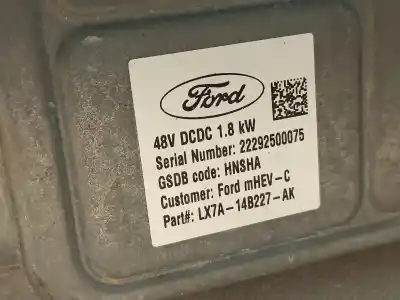 Ford
48V DCDC 1.8 kW
Serial Number: 22292500075
GSDB code: HNSHA
Customer: Ford mHEV-C
Part#: LX7A-14B227-AK